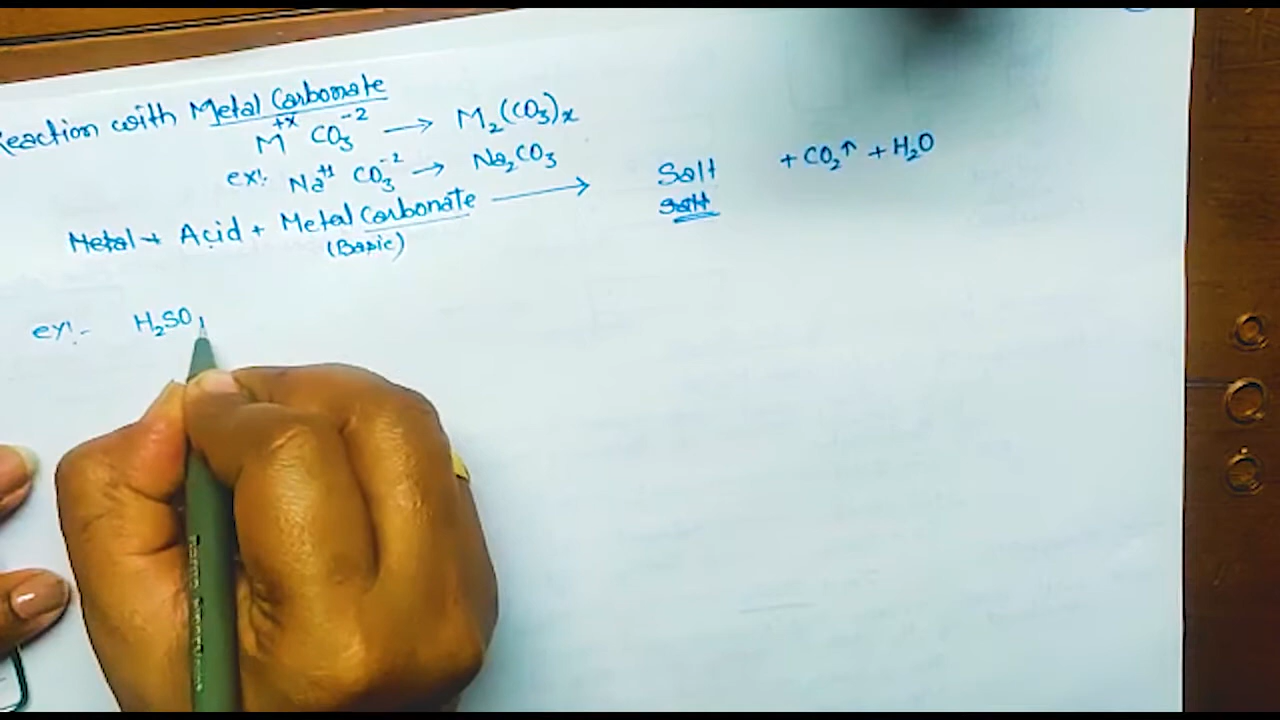 Reaction with Metal Carbonate
M⁺ˣ CO₃⁻² → M₂(CO₃)ₓ
ex:- Na⁺¹ CO₃⁻² → Na₂CO₃
Metal + Acid + Metal Carbonate → Salt + CO₂↑ + H₂O
(Basic)
Salt
ex:- H₂SO